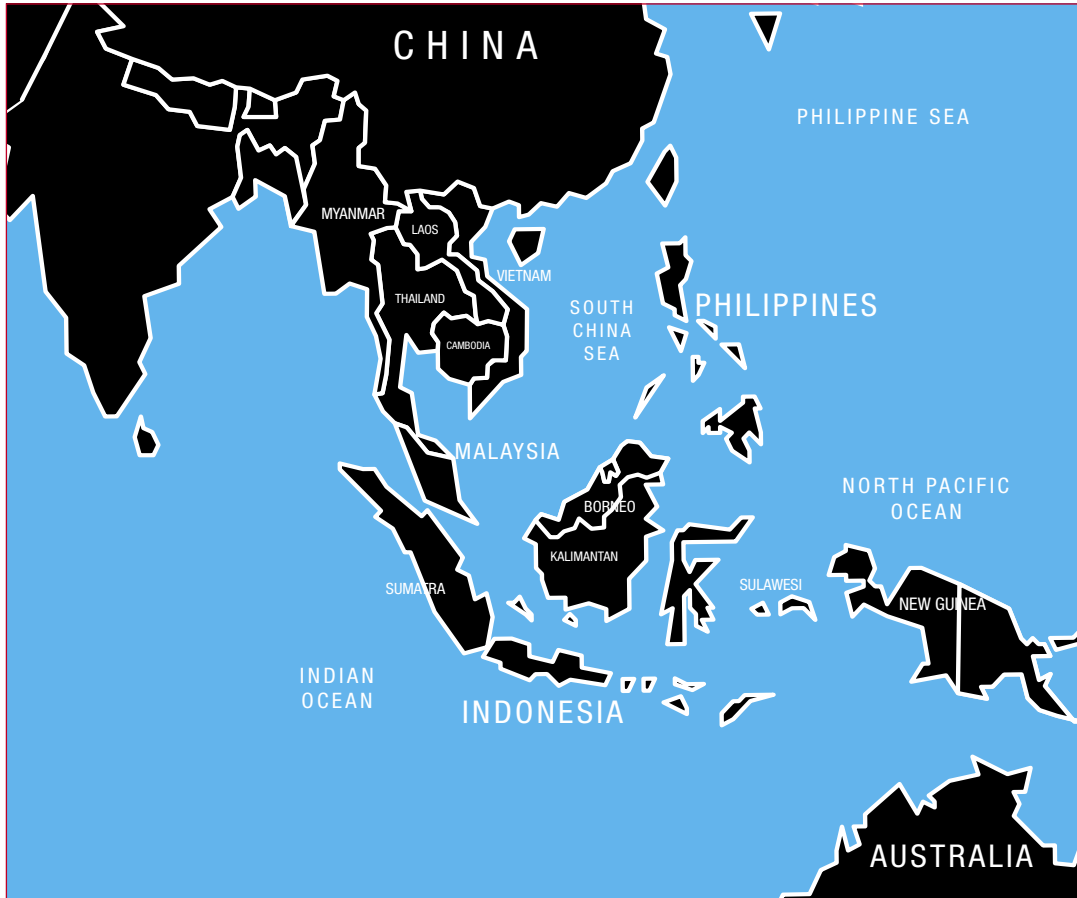 CHINA
PHILIPPINE SEA
MYANMAR
LAOS
VIETNAM
THAILAND
SOUTH
CHINA
SEA
PHILIPPINES
CAMBODIA
MALAYSIA
NORTH PACIFIC
OCEAN
BORNEO
KALIMANTAN
SUMATRA
SULAWESI
NEW GUINEA
INDIAN
OCEAN
INDONESIA
AUSTRALIA